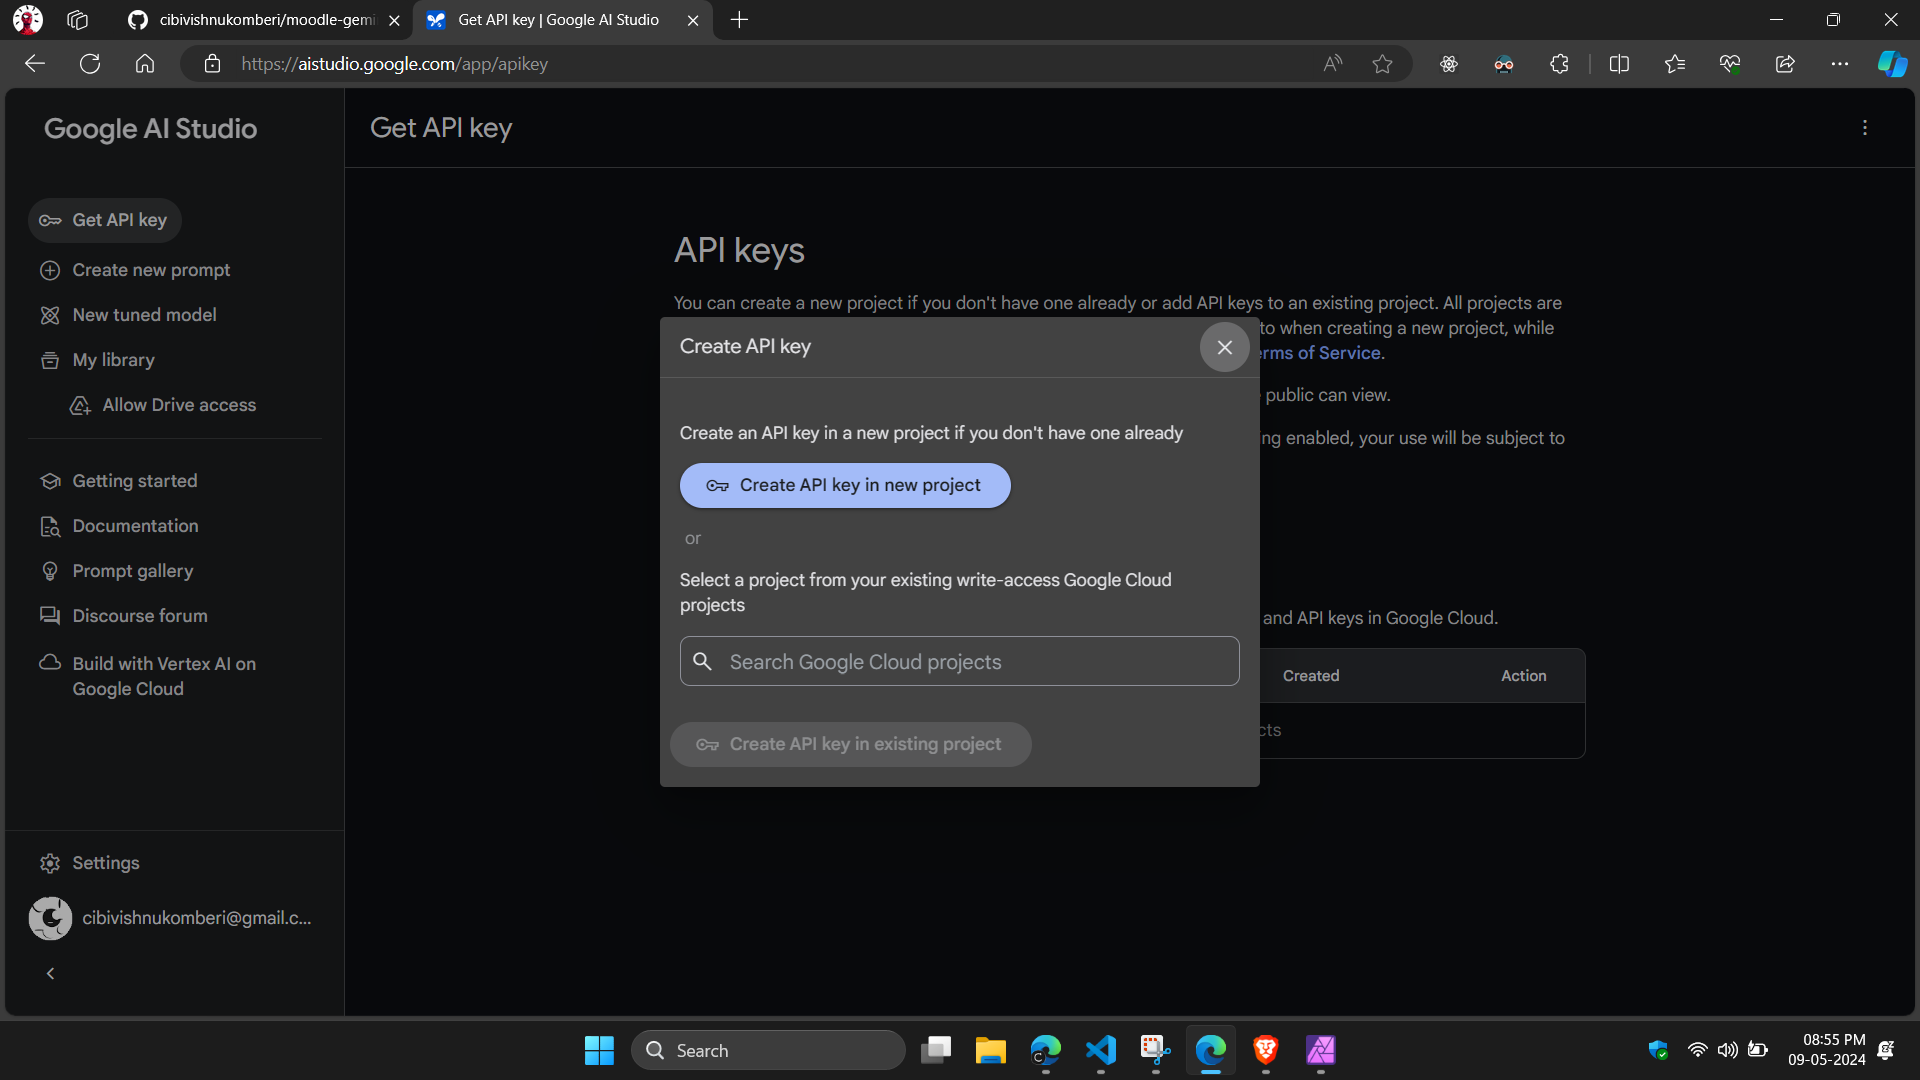 cibivishnukomberi/moodle-gemi
Get API key | Google AI Studio
https://aistudio.google.com/app/apikey
Google AI Studio
Get API key
Create new prompt
New tuned model
My library
Allow Drive access
Getting started
Documentation
Prompt gallery
Discourse forum
Build with Vertex AI on
Google Cloud
Settings
cibivishnukomberi@gmail.c...
Get API key
API keys
You can create a new project if you don't have one already or add API keys to an existing project. All projects are
to when creating a new project, while
erms of Service.
public can view.
ng enabled, your use will be subject to
and API keys in Google Cloud.
Created Action
cts
Create API key
Create an API key in a new project if you don't have one already
Create API key in new project
or
Select a project from your existing write-access Google Cloud
projects
Search Google Cloud projects
Create API key in existing project
Search
08:55 PM
09-05-2024